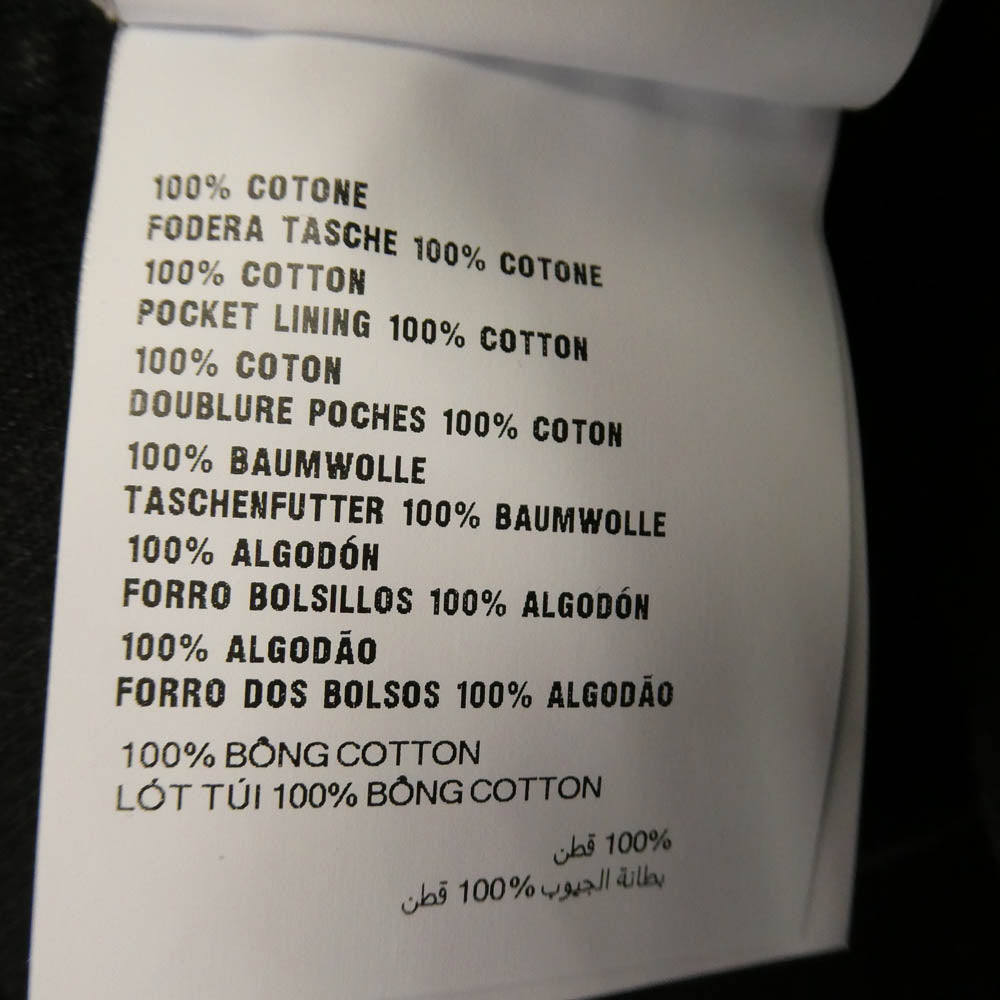 100% COTONE
FODERA TASCHE 100% COTONE
100% COTTON
POCKET LINING 100% COTTON
100% COTON
DOUBLURE POCHES 100% COTON
100% BAUMWOLLE
TASCHENFUTTER 100% BAUMWOLLE
100% ALGODÓN
FORRO BOLSILLOS 100% ALGODÓN
100% ALGODÃO
FORRO DOS BOLSOS 100% ALGODÃO
100% BÔNG COTTON
LÓT TÚI 100% BÔNG COTTON
100% قطن
بطانة الجيوب 100% قطن